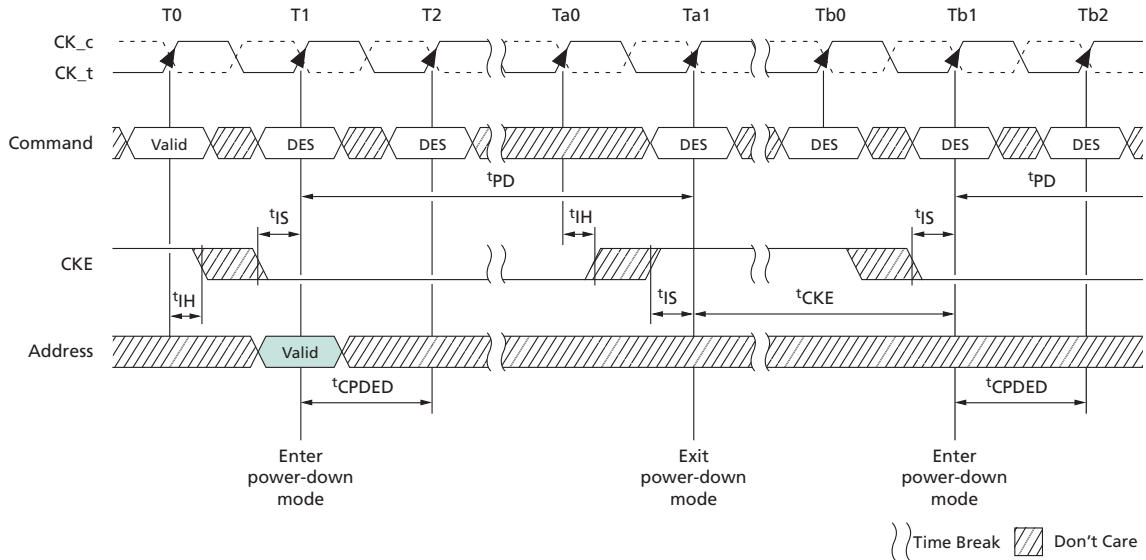 T0 T1 T2 Ta0 Ta1 Tb0 Tb1 Tb2
CK_c
CK_t
Command Valid DES DES DES DES DES DES
tPD tPD
tIS tIH tIS
CKE
tIH tIS tCKE
Address Valid
tCPDED tCPDED
Enter power-down mode
Exit power-down mode
Enter power-down mode
Time Break Don't Care